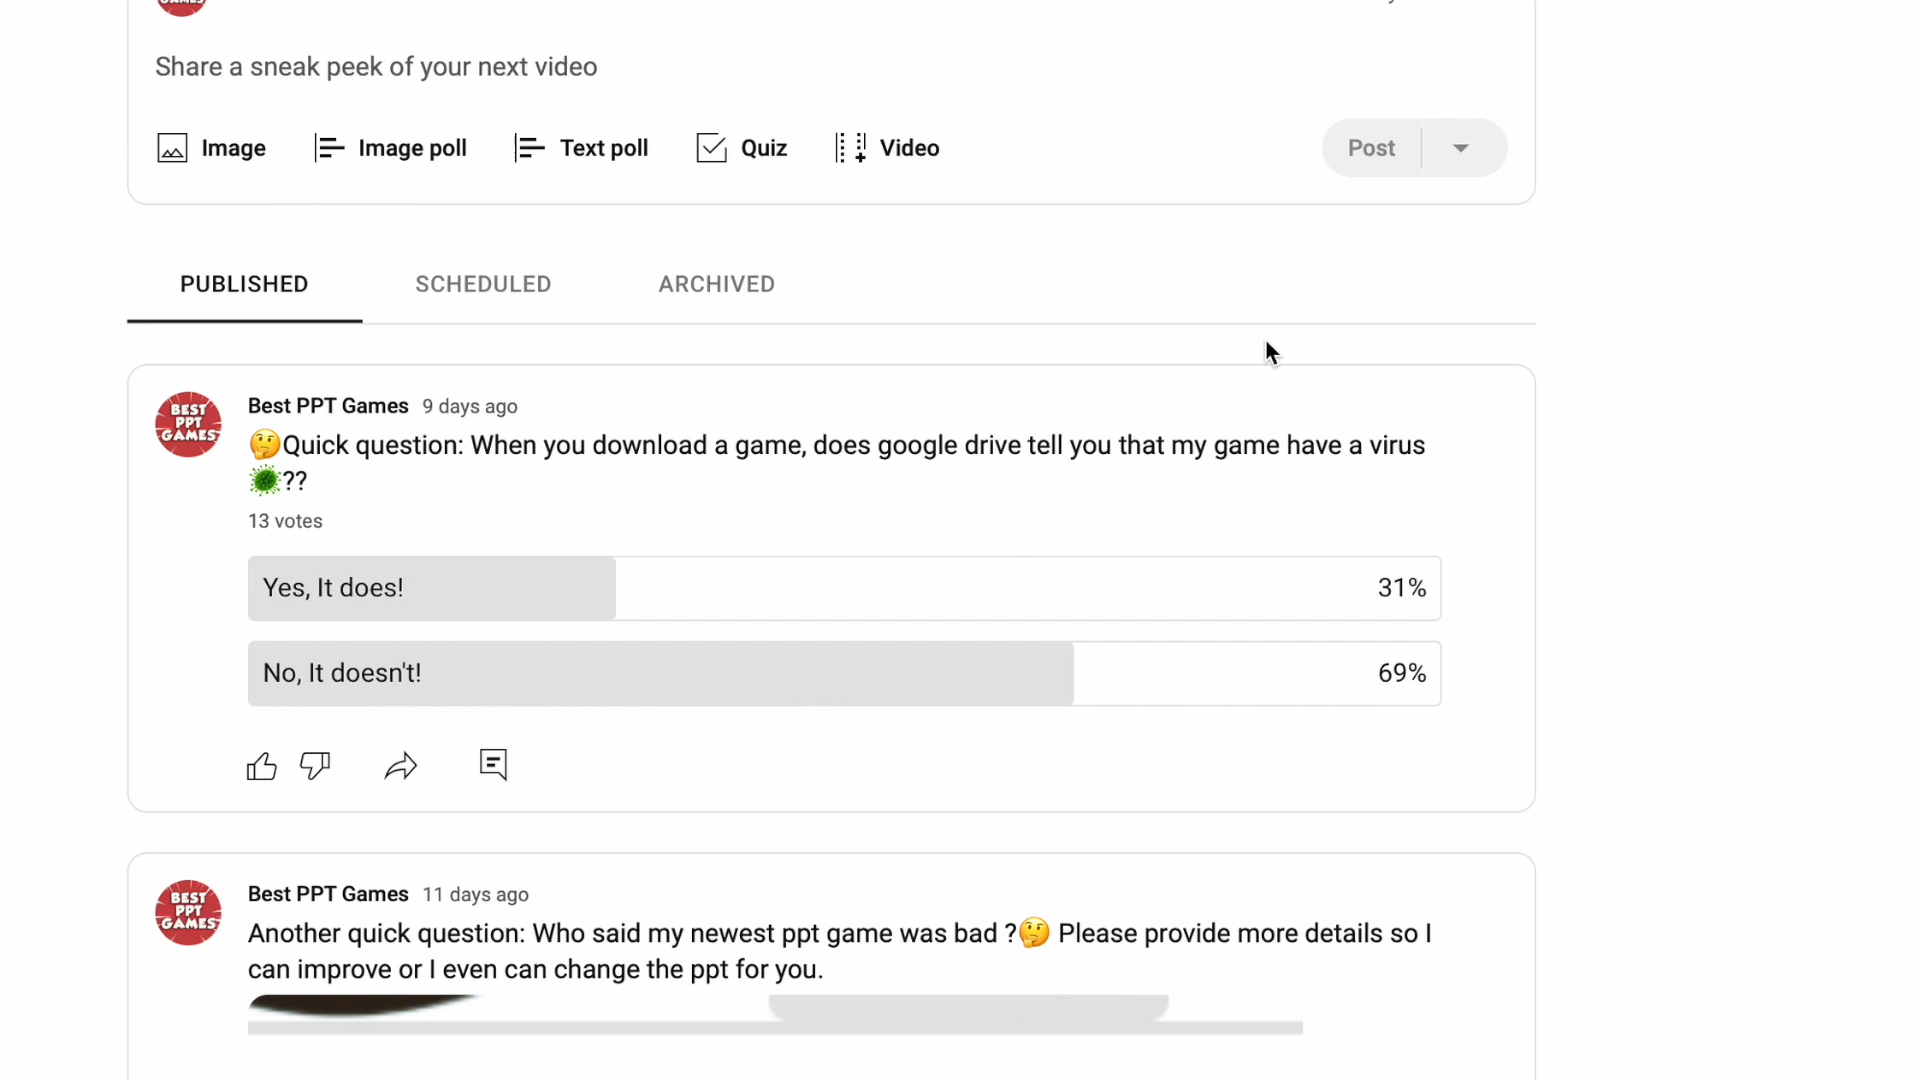 Share a sneak peek of your next video
Image
Image poll
Text poll
Quiz
Video
Post
PUBLISHED
SCHEDULED
ARCHIVED
BEST
PPT
GAMES
Best PPT Games 9 days ago
🤔Quick question: When you download a game, does google drive tell you that my game have a virus
🦠??
13 votes
Yes, It does! 31%
No, It doesn't! 69%
BEST
PPT
GAMES
Best PPT Games 11 days ago
Another quick question: Who said my newest ppt game was bad ?🤔 Please provide more details so I
can improve or I even can change the ppt for you.